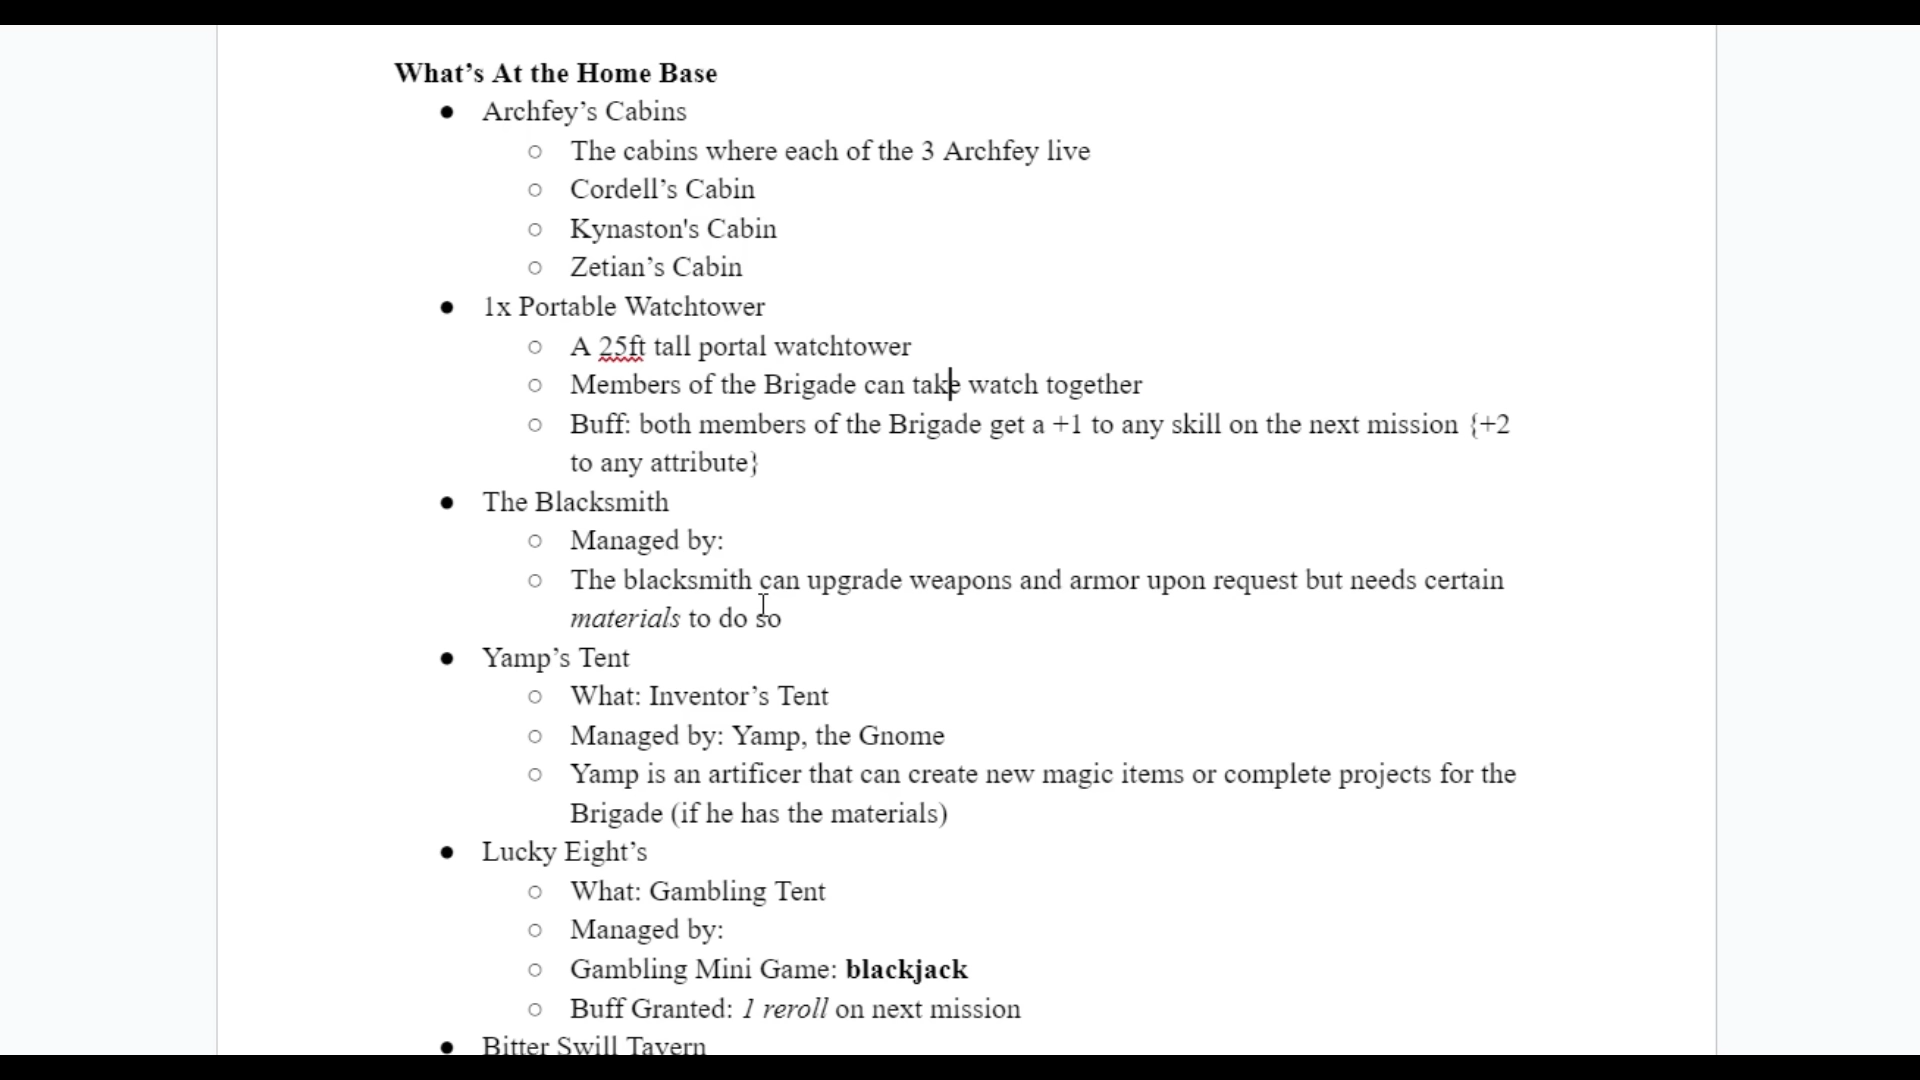 What’s At the Home Base
● Archfey’s Cabins
○ The cabins where each of the 3 Archfey live
○ Cordell’s Cabin
○ Kynaston's Cabin
○ Zetian’s Cabin
● 1x Portable Watchtower
○ A 25ft tall portal watchtower
○ Members of the Brigade can take watch together
○ Buff: both members of the Brigade get a +1 to any skill on the next mission {+2
to any attribute}
● The Blacksmith
○ Managed by:
○ The blacksmith can upgrade weapons and armor upon request but needs certain
materials to do so
● Yamp’s Tent
○ What: Inventor’s Tent
○ Managed by: Yamp, the Gnome
○ Yamp is an artificer that can create new magic items or complete projects for the
Brigade (if he has the materials)
● Lucky Eight’s
○ What: Gambling Tent
○ Managed by:
○ Gambling Mini Game: blackjack
○ Buff Granted: 1 reroll on next mission
● Bitter Swill Tavern